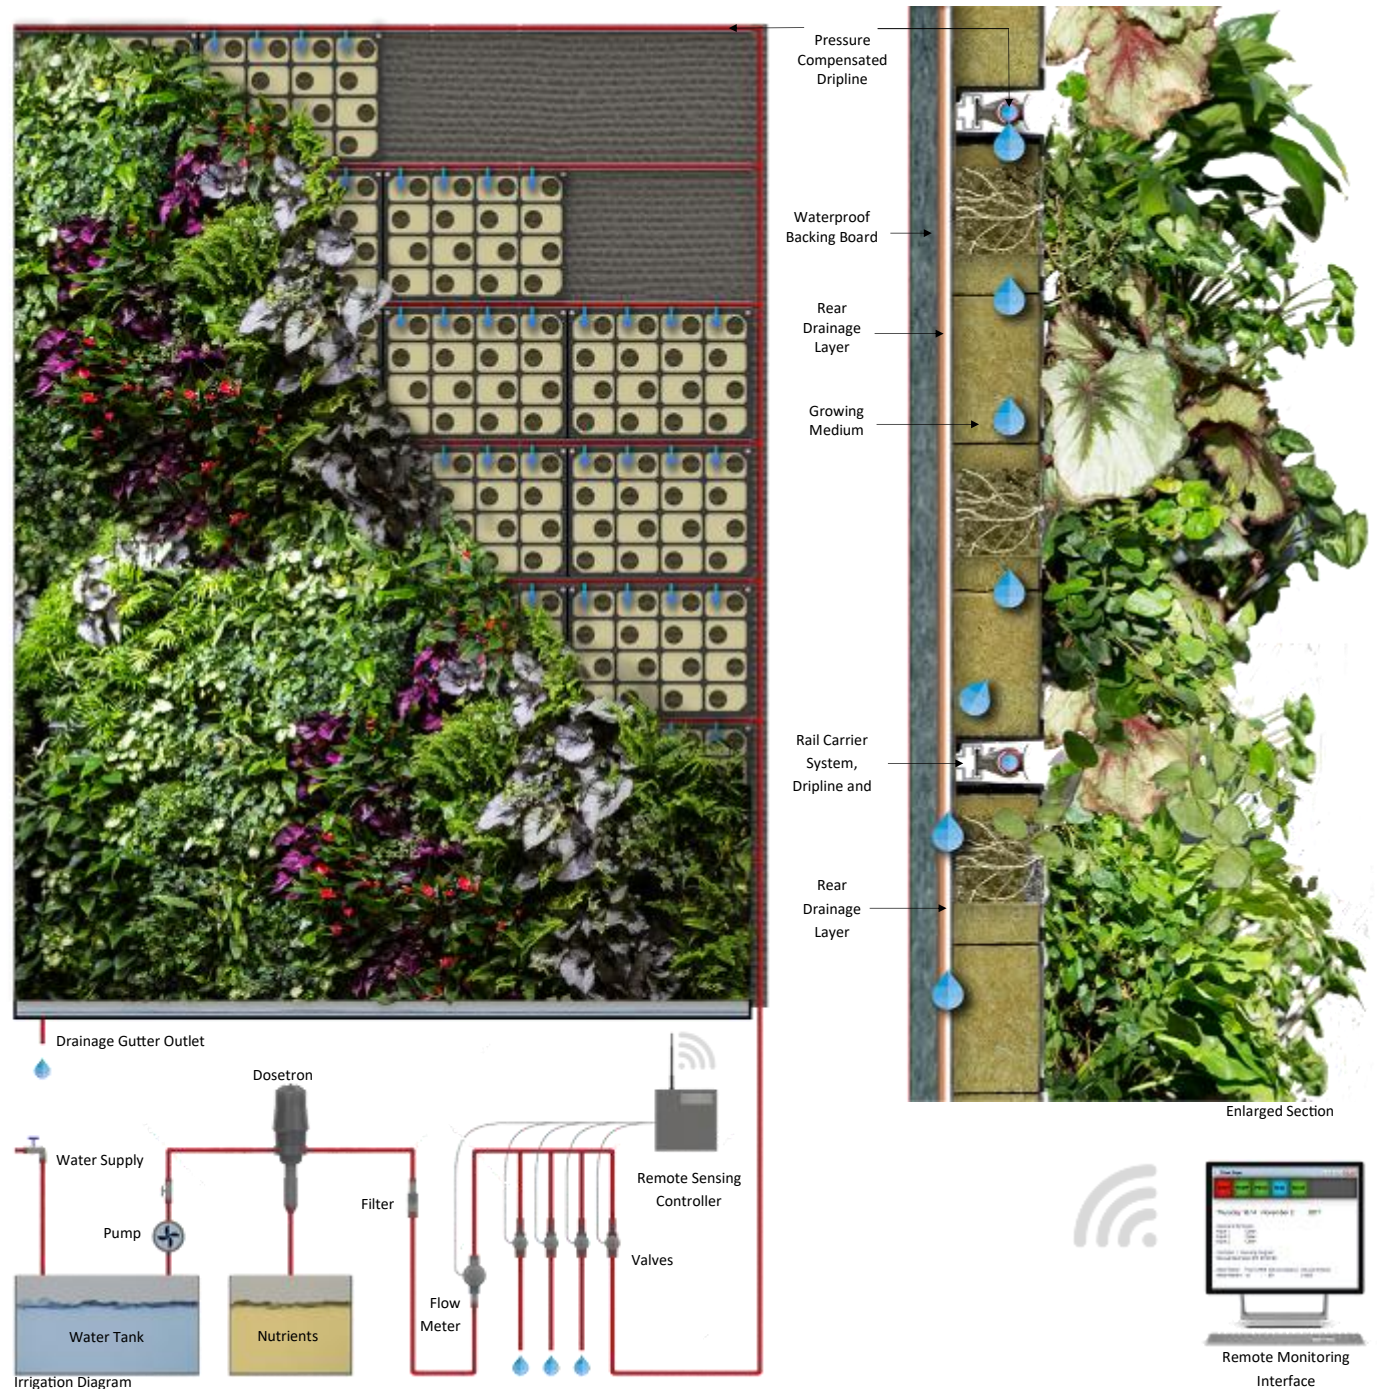 Pressure
Compensated
Dripline
Waterproof
Backing Board
Rear
Drainage
Layer
Growing
Medium
Rail Carrier
System,
Dripline and
Rear
Drainage
Layer
Enlarged Section
Drainage Gutter Outlet
Dosetron
Water Supply
Pump
Filter
Remote Sensing
Controller
Valves
Flow
Meter
Water Tank
Nutrients
Irrigation Diagram
Remote Monitoring
Interface